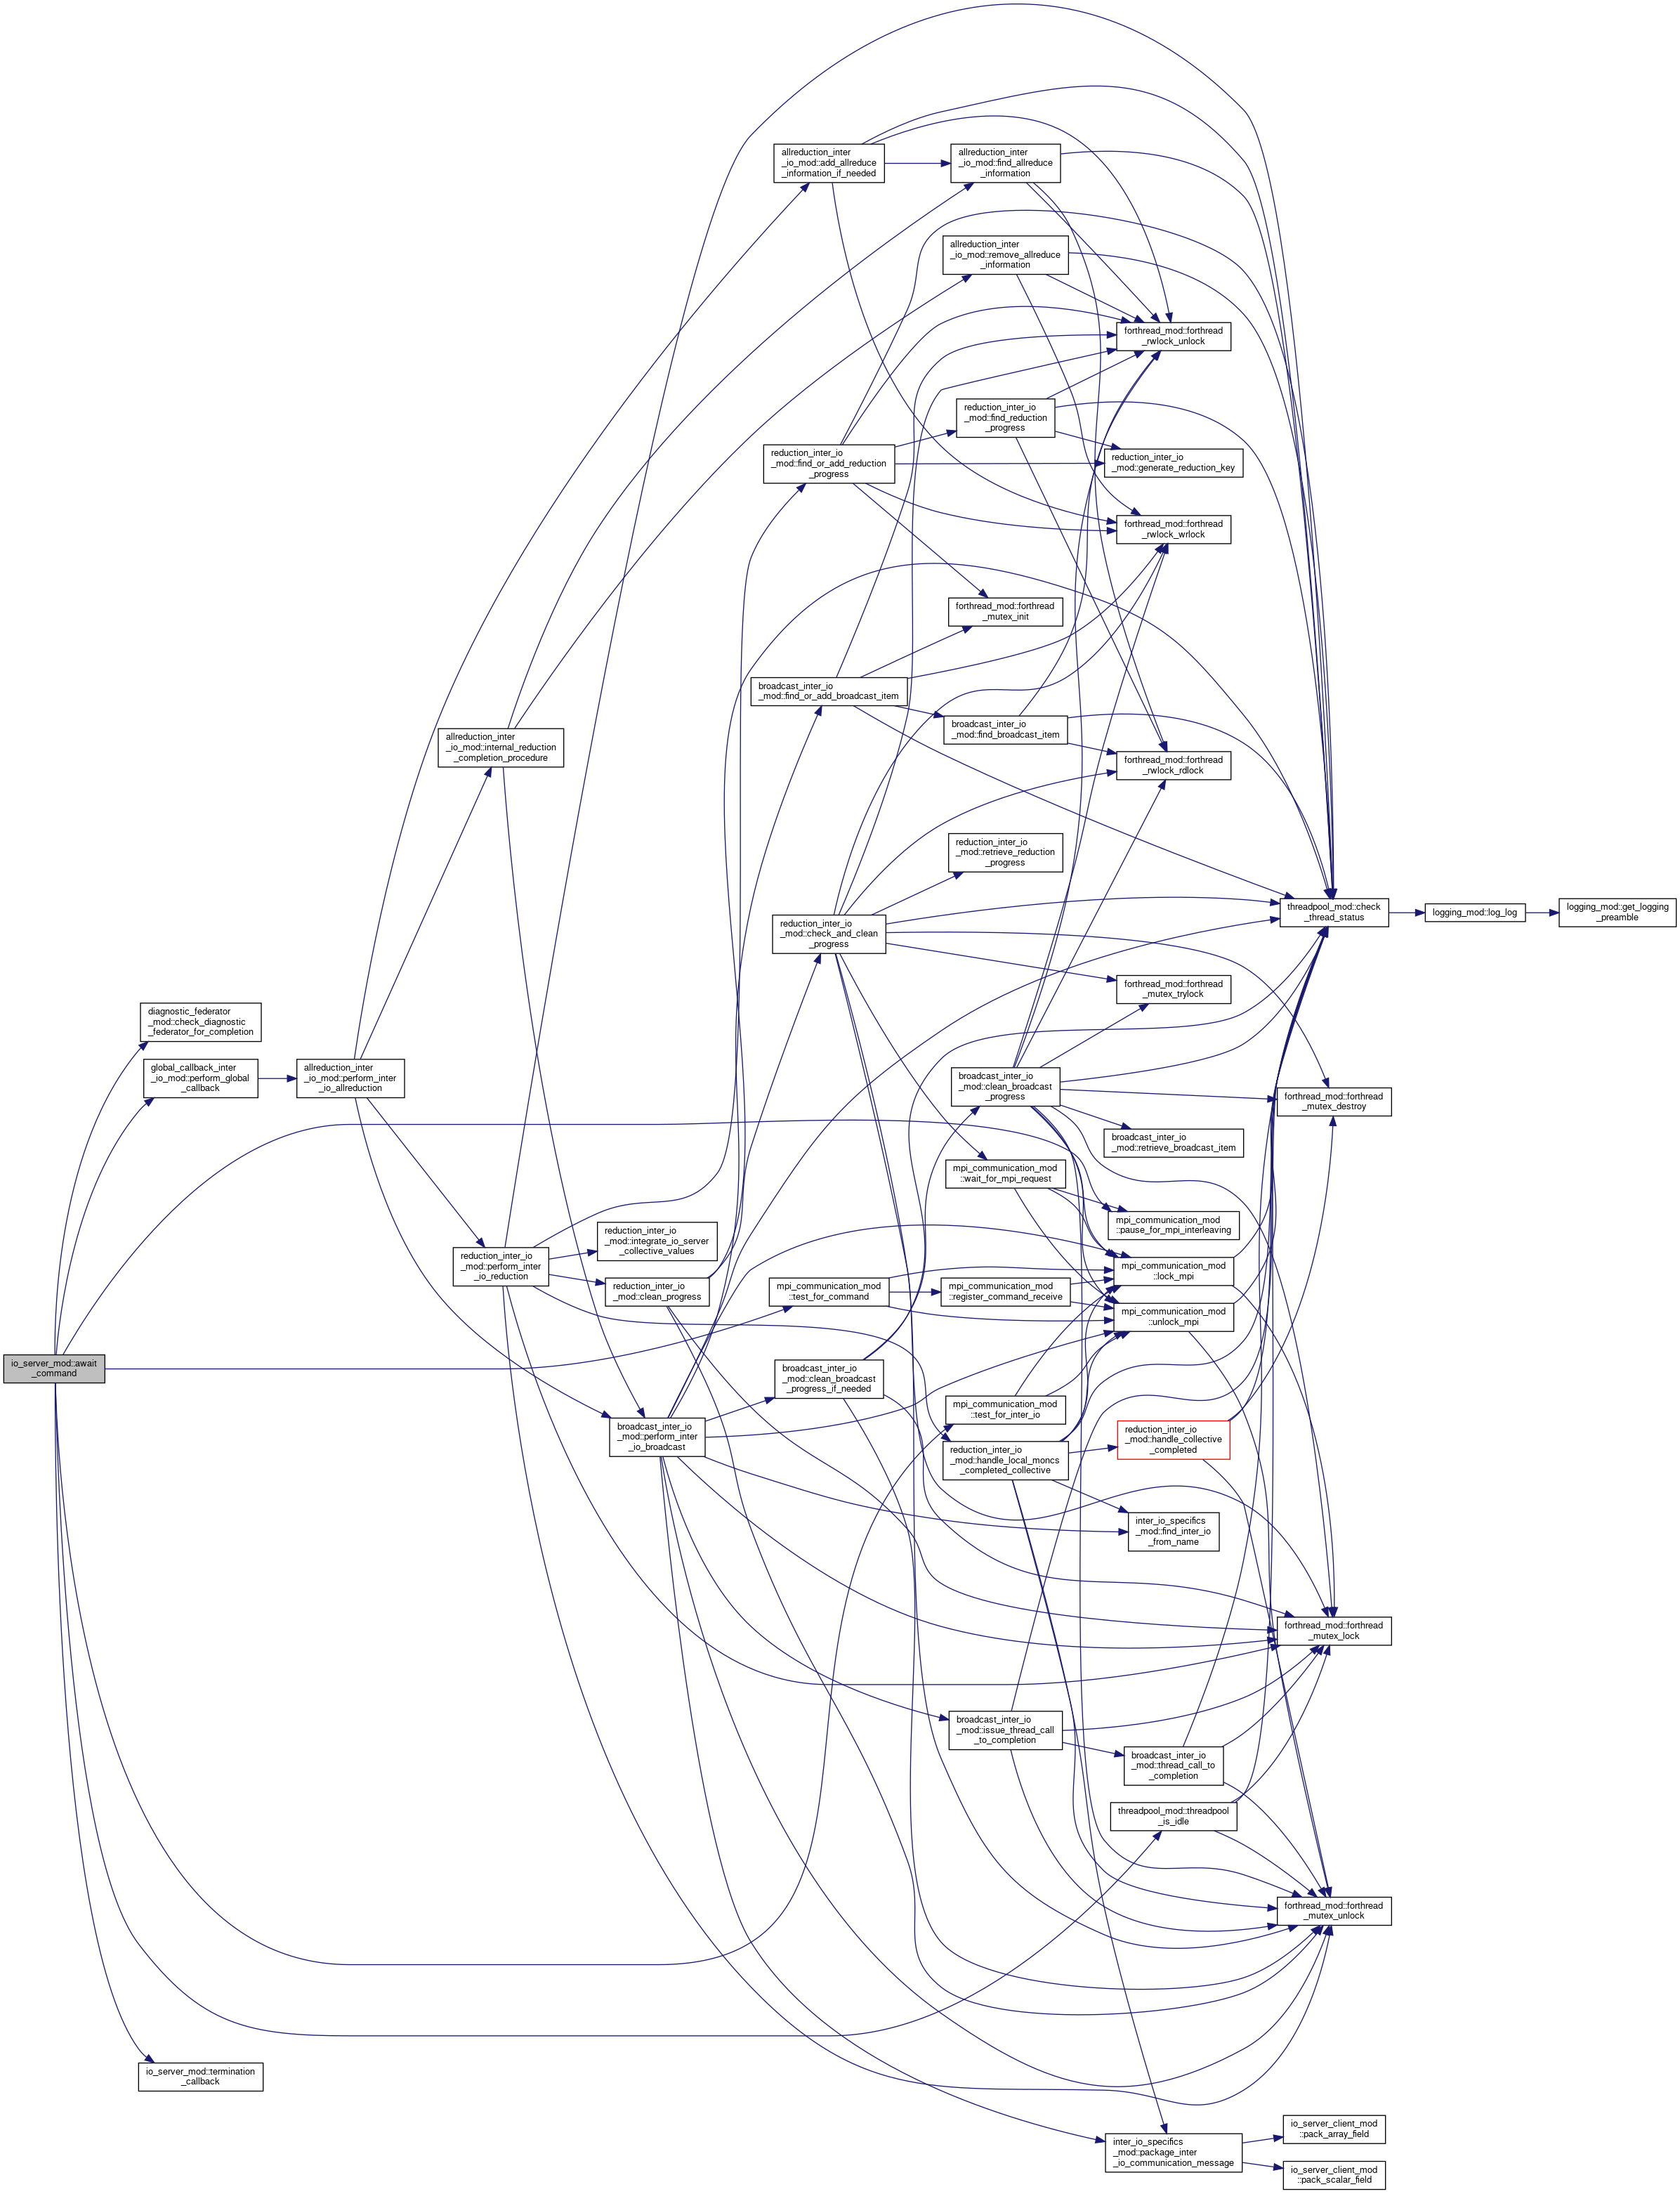 allreduction_inter
_io_mod::add_allreduce
_information_if_needed
allreduction_inter
_io_mod::find_allreduce
_information
allreduction_inter
_io_mod::remove_allreduce
_information
forthread_mod::forthread
_rwlock_unlock
reduction_inter_io
_mod::find_reduction
_progress
reduction_inter_io
_mod::find_or_add_reduction
_progress
reduction_inter_io
_mod::generate_reduction_key
forthread_mod::forthread
_rwlock_wrlock
forthread_mod::forthread
_mutex_init
broadcast_inter_io
_mod::find_or_add_broadcast_item
broadcast_inter_io
_mod::find_broadcast_item
allreduction_inter
_io_mod::internal_reduction
_completion_procedure
forthread_mod::forthread
_rwlock_rdlock
reduction_inter_io
_mod::retrieve_reduction
_progress
threadpool_mod::check
_thread_status
logging_mod::log_log
logging_mod::get_logging
_preamble
reduction_inter_io
_mod::check_and_clean
_progress
forthread_mod::forthread
_mutex_trylock
diagnostic_federator
_mod::check_diagnostic
_federator_for_completion
global_callback_inter
_io_mod::perform_global
_callback
allreduction_inter
_io_mod::perform_inter
_io_allreduction
broadcast_inter_io
_mod::clean_broadcast
_progress
forthread_mod::forthread
_mutex_destroy
broadcast_inter_io
_mod::retrieve_broadcast_item
mpi_communication_mod
::wait_for_mpi_request
mpi_communication_mod
::pause_for_mpi_interleaving
reduction_inter_io
_mod::integrate_io_server
_collective_values
reduction_inter_io
_mod::perform_inter
_io_reduction
mpi_communication_mod
::lock_mpi
reduction_inter_io
_mod::clean_progress
mpi_communication_mod
::test_for_command
mpi_communication_mod
::register_command_receive
mpi_communication_mod
::unlock_mpi
io_server_mod::await
_command
broadcast_inter_io
_mod::clean_broadcast
_progress_if_needed
mpi_communication_mod
::test_for_inter_io
broadcast_inter_io
_mod::perform_inter
_io_broadcast
reduction_inter_io
_mod::handle_collective
_completed
reduction_inter_io
_mod::handle_local_moncs
_completed_collective
inter_io_specifics
_mod::find_inter_io
_from_name
forthread_mod::forthread
_mutex_lock
broadcast_inter_io
_mod::issue_thread_call
_to_completion
broadcast_inter_io
_mod::thread_call_to
_completion
threadpool_mod::threadpool
_is_idle
forthread_mod::forthread
_mutex_unlock
io_server_mod::termination
_callback
io_server_client_mod
::pack_array_field
inter_io_specifics
_mod::package_inter
_io_communication_message
io_server_client_mod
::pack_scalar_field